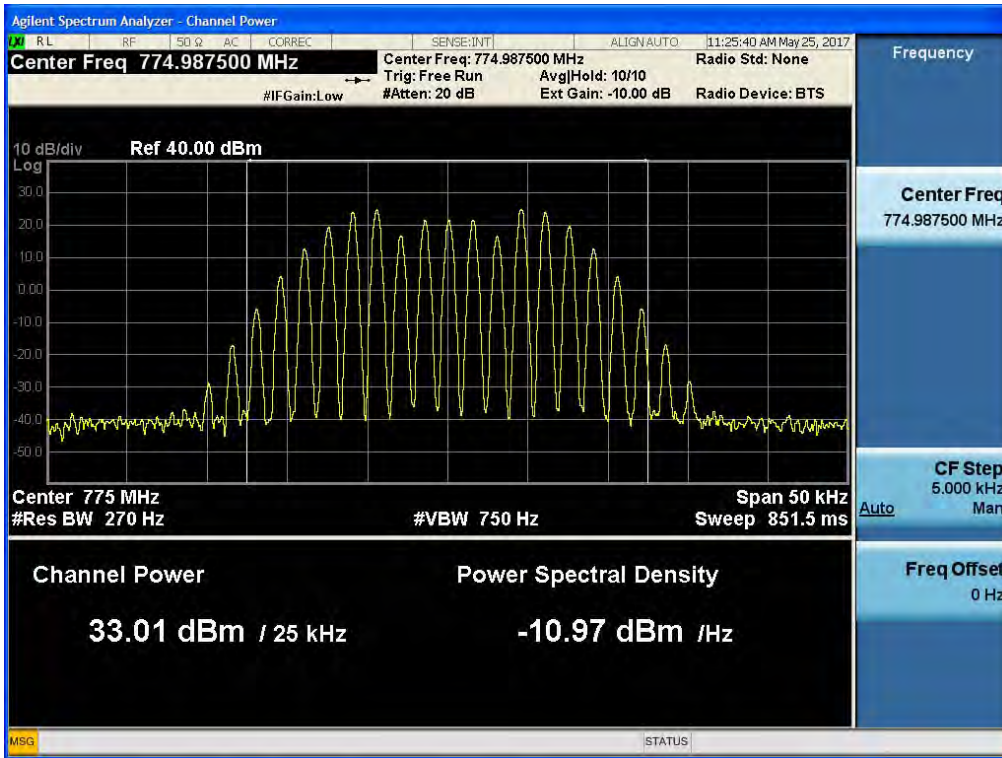 Agilent Spectrum Analyzer - Channel Power
LXI RL RF 50 Ω AC CORREC SENSE:INT ALIGN AUTO 11:25:40 AM May 25, 2017
Center Freq 774.987500 MHz
Center Freq: 774.987500 MHz Radio Std: None
Trig: Free Run Avg|Hold: 10/10
#IFGain:Low #Atten: 20 dB Ext Gain: -10.00 dB Radio Device: BTS
10 dB/div Ref 40.00 dBm
Log
30.0
20.0
10.0
0.00
-10.0
-20.0
-30.0
-40.0
-50.0
Center 775 MHz Span 50 kHz
#Res BW 270 Hz #VBW 750 Hz Sweep 851.5 ms
Channel Power Power Spectral Density
33.01 dBm / 25 kHz -10.97 dBm /Hz
MSG STATUS
Frequency
Center Freq
774.987500 MHz
CF Step
5.000 kHz
Auto Man
Freq Offset
0 Hz